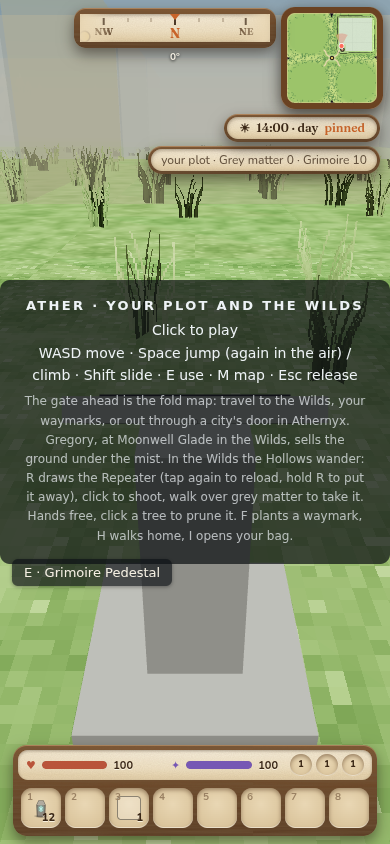 NW N NE
0°
14:00 · day pinned
your plot · Grey matter 0 · Grimoire 10
ATHER · YOUR PLOT AND THE WILDS
Click to play
WASD move · Space jump (again in the air) /
climb · Shift slide · E use · M map · Esc release
The gate ahead is the fold map: travel to the Wilds, your
waymarks, or out through a city's door in Athernyx.
Gregory, at Moonwell Glade in the Wilds, sells the
ground under the mist. In the Wilds the Hollows wander:
R draws the Repeater (tap again to reload, hold R to put
it away), click to shoot, walk over grey matter to take it.
Hands free, click a tree to prune it. F plants a waymark,
H walks home, I opens your bag.
E · Grimoire Pedestal
100 100 1 1 1
1 2 3 4 5 6 7 8
12 1